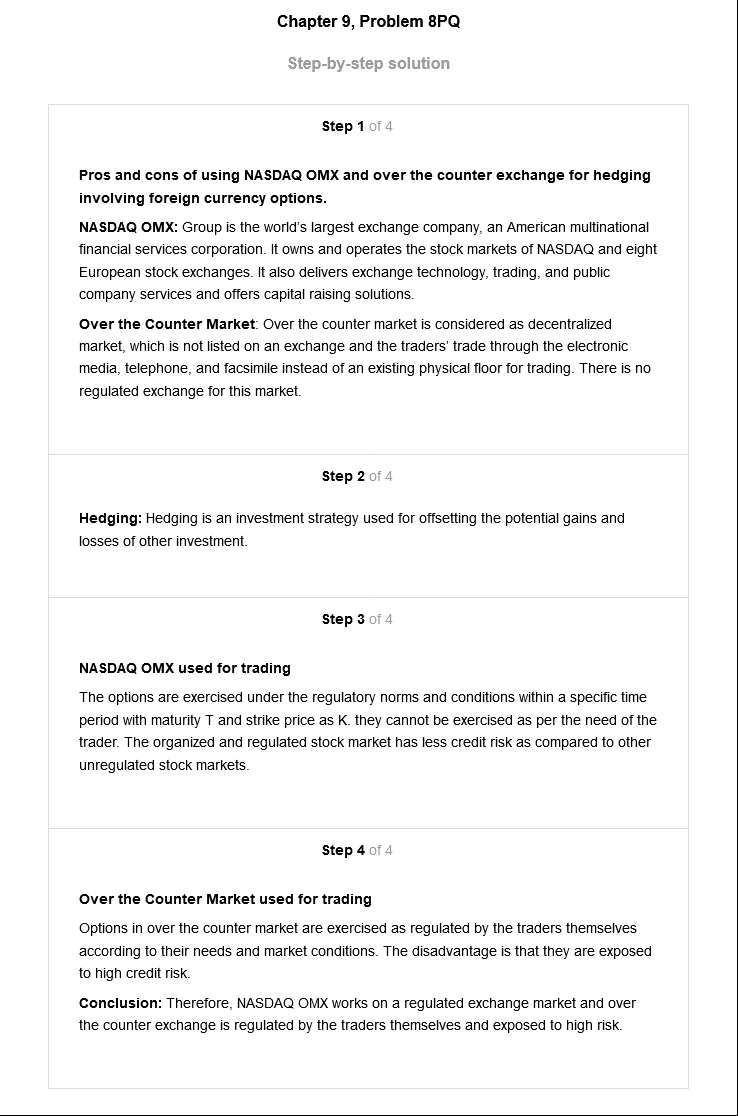 Chapter 9, Problem 8PQ
Step-by-step solution
Step 1 of 4
Pros and cons of using NASDAQ OMX and over the counter exchange for hedging
involving foreign currency options.
NASDAQ OMX: Group is the world's largest exchange company, an American multinational
financial services corporation. It owns and operates the stock markets of NASDAQ and eight
European stock exchanges. It also delivers exchange technology, trading, and public
company services and offers capital raising solutions.
Over the Counter Market: Over the counter market is considered as decentralized
market, which is not listed on an exchange and the traders' trade through the electronic
media, telephone, and facsimile instead of an existing physical floor for trading. There is no
regulated exchange for this market.
Step 2 of 4
Hedging: Hedging is an investment strategy used for offsetting the potential gains and
losses of other investment.
Step 3 of 4
NASDAQ OMX used for trading
The options are exercised under the regulatory norms and conditions within a specific time
period with maturity T and strike price as K. they cannot be exercised as per the need of the
trader. The organized and regulated stock market has less credit risk as compared to other
unregulated stock markets.
Step 4 of 4
Over the Counter Market used for trading
Options in over the counter market are exercised as regulated by the traders themselves
according to their needs and market conditions. The disadvantage is that they are exposed
to high credit risk.
Conclusion: Therefore, NASDAQ OMX works on a regulated exchange market and over
the counter exchange is regulated by the traders themselves and exposed to high risk.